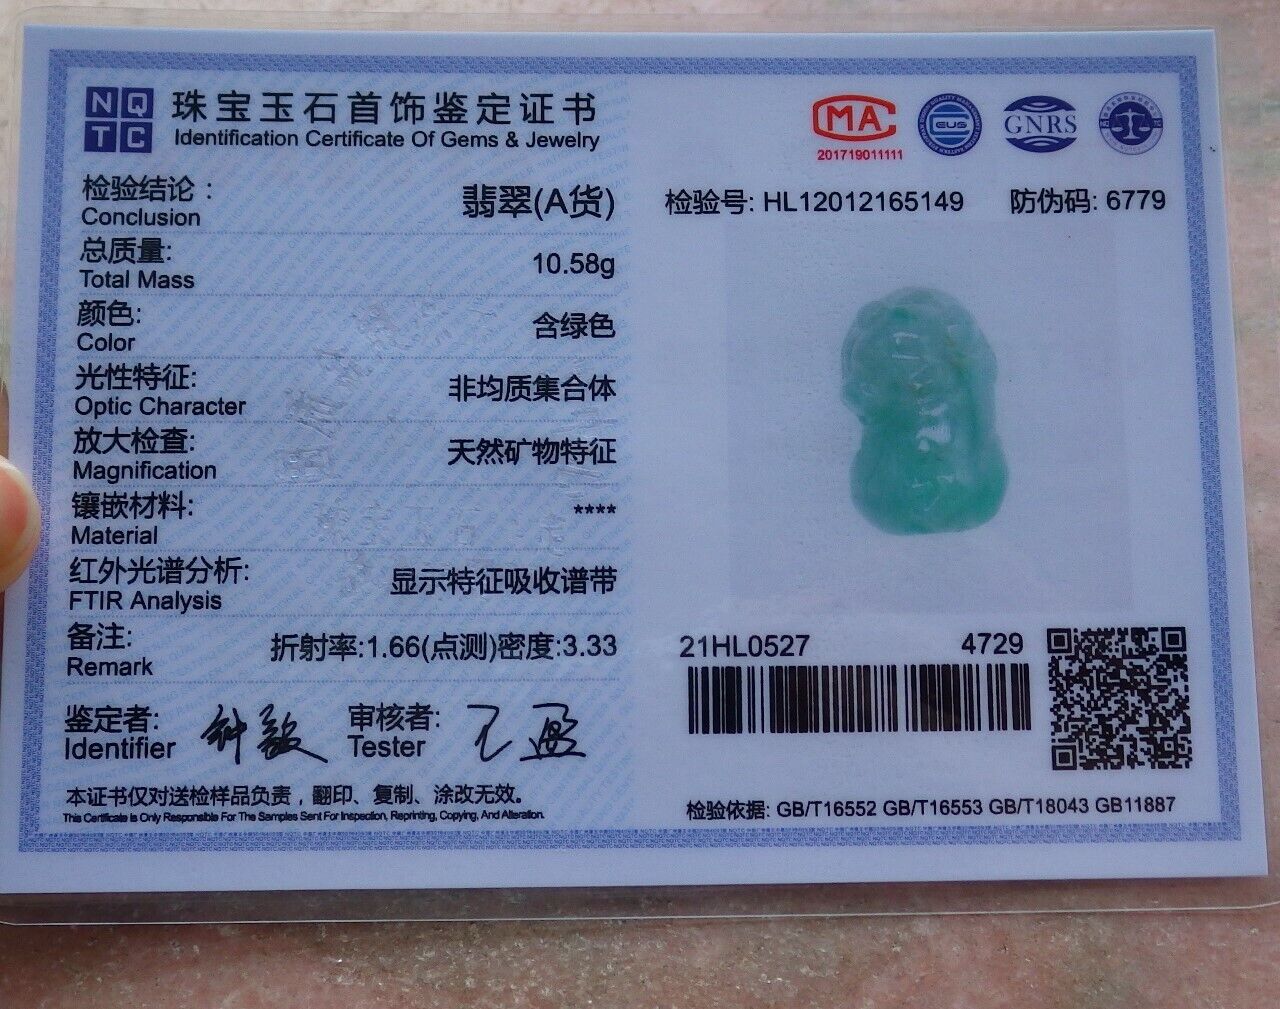 NQ
TC
珠宝玉石首饰鉴定证书
Identification Certificate Of Gems & Jewelry
检验结论：
Conclusion
翡翠(A货)
总质量:
Total Mass
10.58g
颜色:
Color
含绿色
光性特征:
Optic Character
非均质集合体
放大检查:
Magnification
天然矿物特征
镶嵌材料:
Material
****
红外光谱分析:
FTIR Analysis
显示特征吸收谱带
备注:
Remark
折射率:1.66(点测)密度:3.33
鉴定者:
Identifier
审核者:
Tester
本证书仅对送检样品负责，翻印、复制、涂改无效。
This Certificate is Only Responsible For The Samples Sent For Inspection, Reprinting, Copying, And Alteration.
MA
201719011111
EUS
GNRS
检验号: HL12012165149 防伪码: 6779
21HL0527 4729
检验依据: GB/T16552 GB/T16553 GB/T18043 GB11887